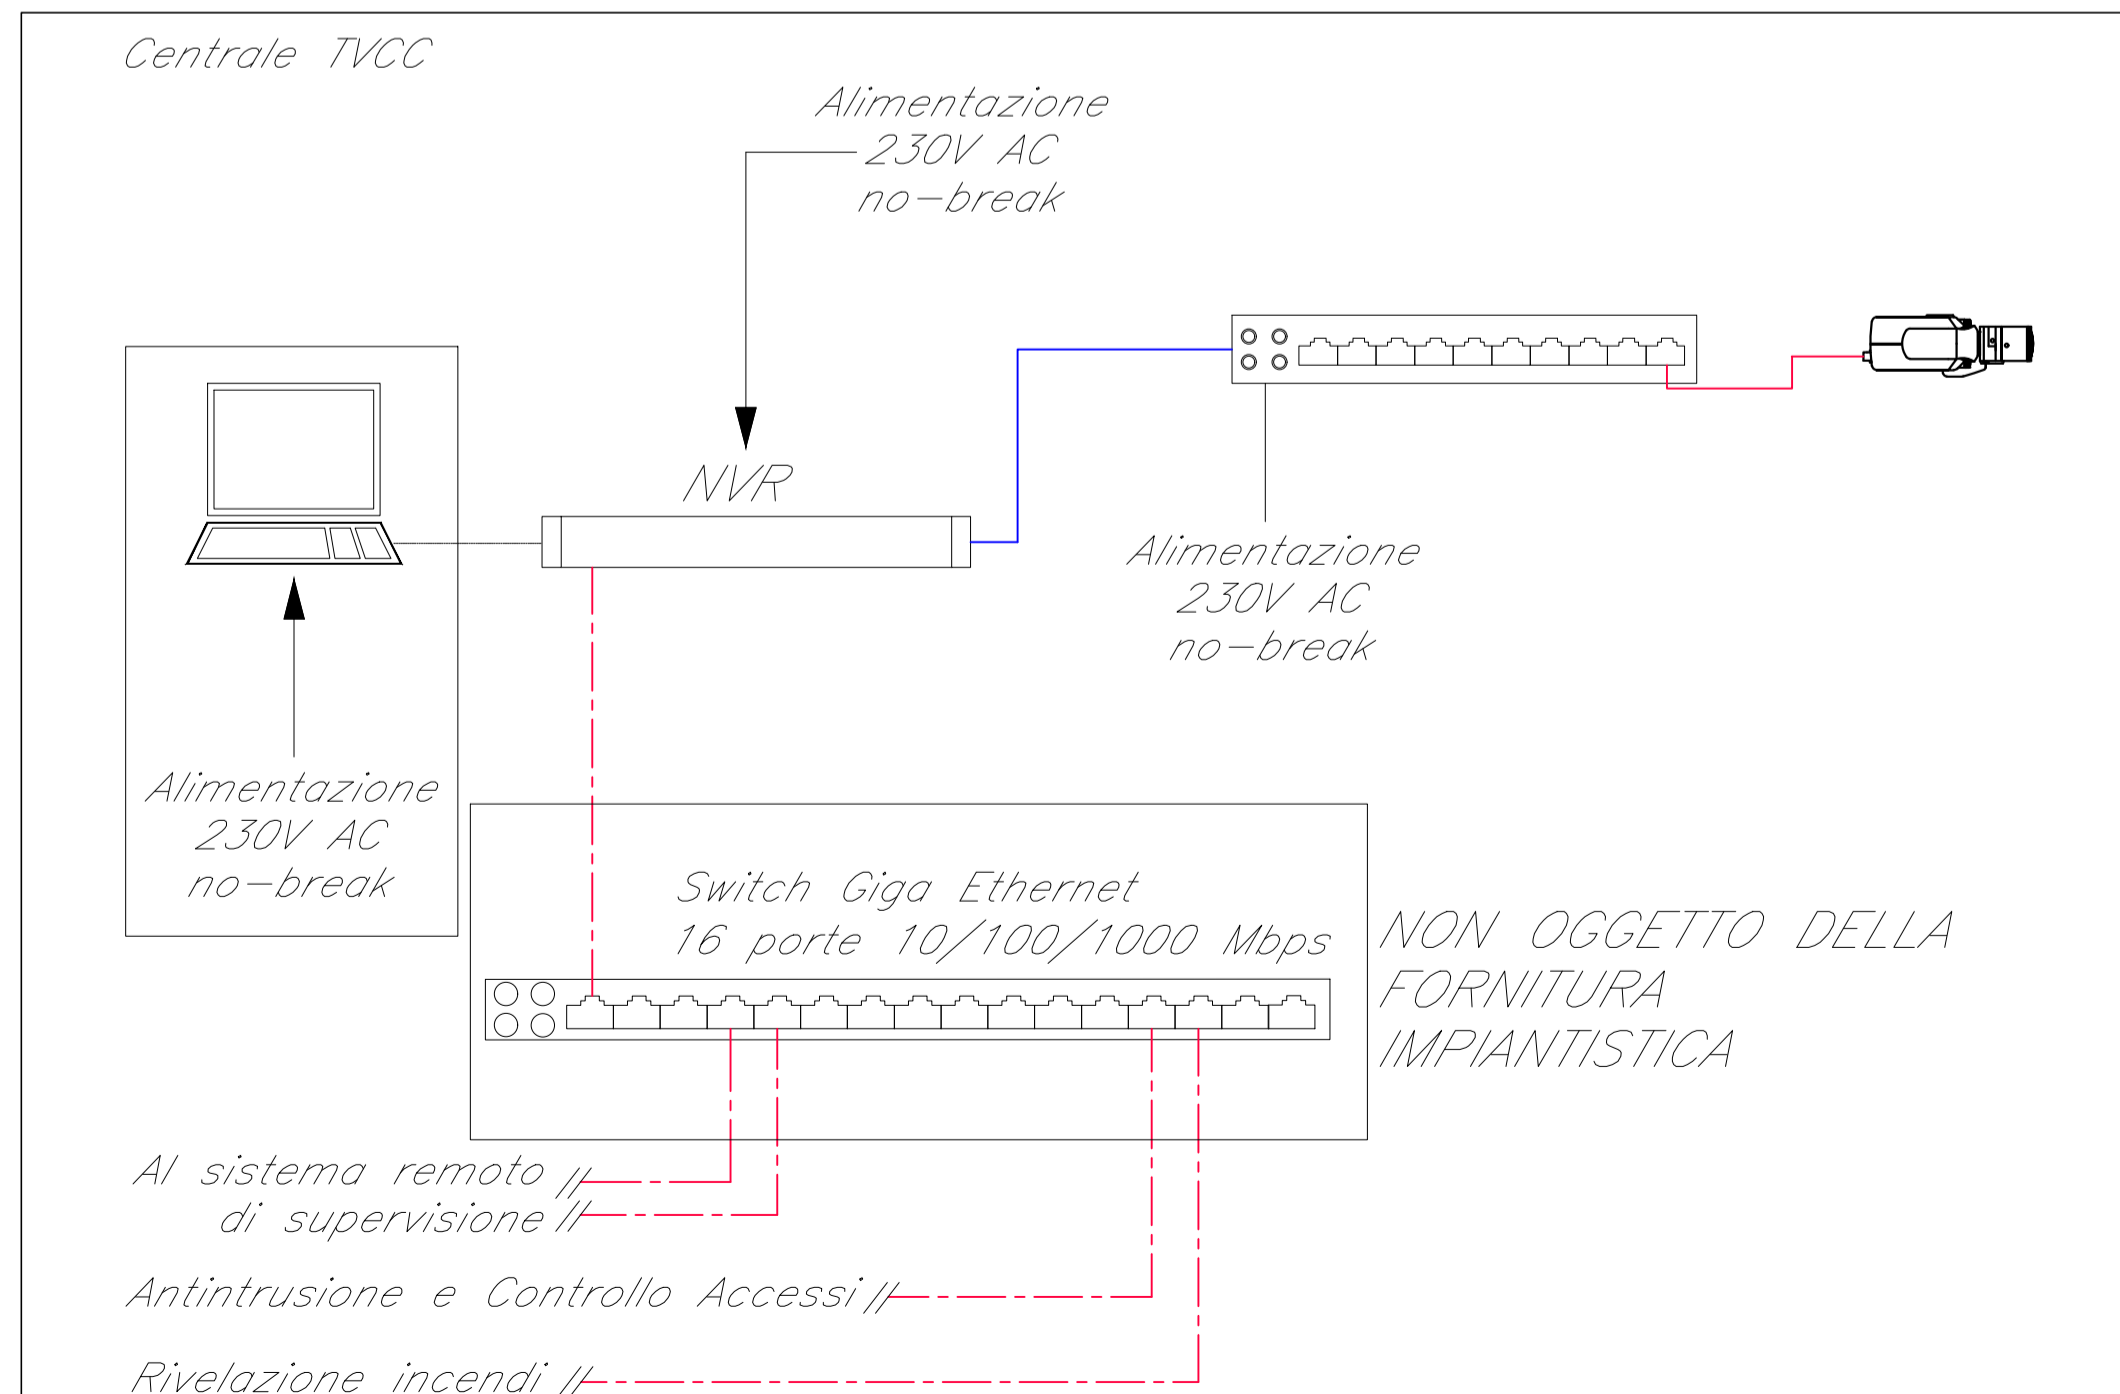 Centrale TVCC
Alimentazione
230V AC
no-break
NVR
Alimentazione
230V AC
no-break
Alimentazione
230V AC
no-break
Switch Giga Ethernet
16 porte 10/100/1000 Mbps
NON OGGETTO DELLA
FORNITURA
IMPIANTISTICA
Al sistema remoto
di supervisione
Antintrusione e Controllo Accessi
Rivelazione incendi